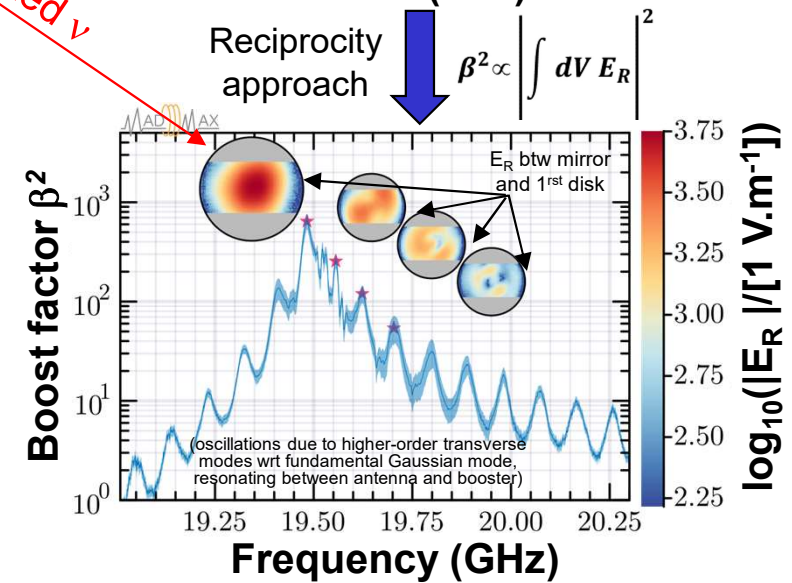 ed ν
Reciprocity
approach
β² ∝ |∫ dV E_R|²
MAD MAX
E_R btw mirror
and 1^rst disk
Boost factor β²
10³
10²
10¹
10⁰
(oscillations due to higher-order transverse
modes wrt fundamental Gaussian mode,
resonating between antenna and booster)
19.25 19.50 19.75 20.00 20.25
Frequency (GHz)
3.75
3.50
3.25
3.00
2.75
2.50
2.25
log₁₀(|E_R |/[1 V.m⁻¹])